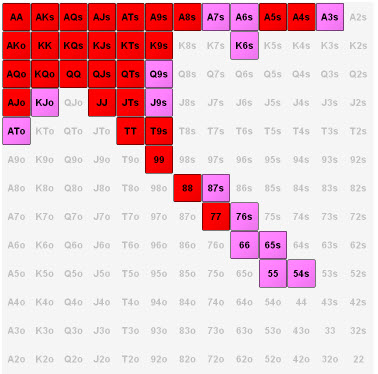 AA AKs AQs AJs ATs A9s A8s A7s A6s A5s A4s A3s A2s
AKo KK KQs KJs KTs K9s K8s K7s K6s K5s K4s K3s K2s
AQo KQo QQ QJs QTs Q9s Q8s Q7s Q6s Q5s Q4s Q3s Q2s
AJo KJo QJo JJ JTs J9s J8s J7s J6s J5s J4s J3s J2s
ATo KTo QTo JTo TT T9s T8s T7s T6s T5s T4s T3s T2s
A9o K9o Q9o J9o T9o 99 98s 97s 96s 95s 94s 93s 92s
A8o K8o Q8o J8o T8o 98o 88 87s 86s 85s 84s 83s 82s
A7o K7o Q7o J7o T7o 97o 87o 77 76s 75s 74s 73s 72s
A6o K6o Q6o J6o T6o 96o 86o 76o 66 65s 64s 63s 62s
A5o K5o Q5o J5o T5o 95o 85o 75o 65o 55 54s 53s 52s
A4o K4o Q4o J4o T4o 94o 84o 74o 64o 54o 44 43s 42s
A3o K3o Q3o J3o T3o 93o 83o 73o 63o 53o 43o 33 32s
A2o K2o Q2o J2o T2o 92o 82o 72o 62o 52o 42o 32o 22